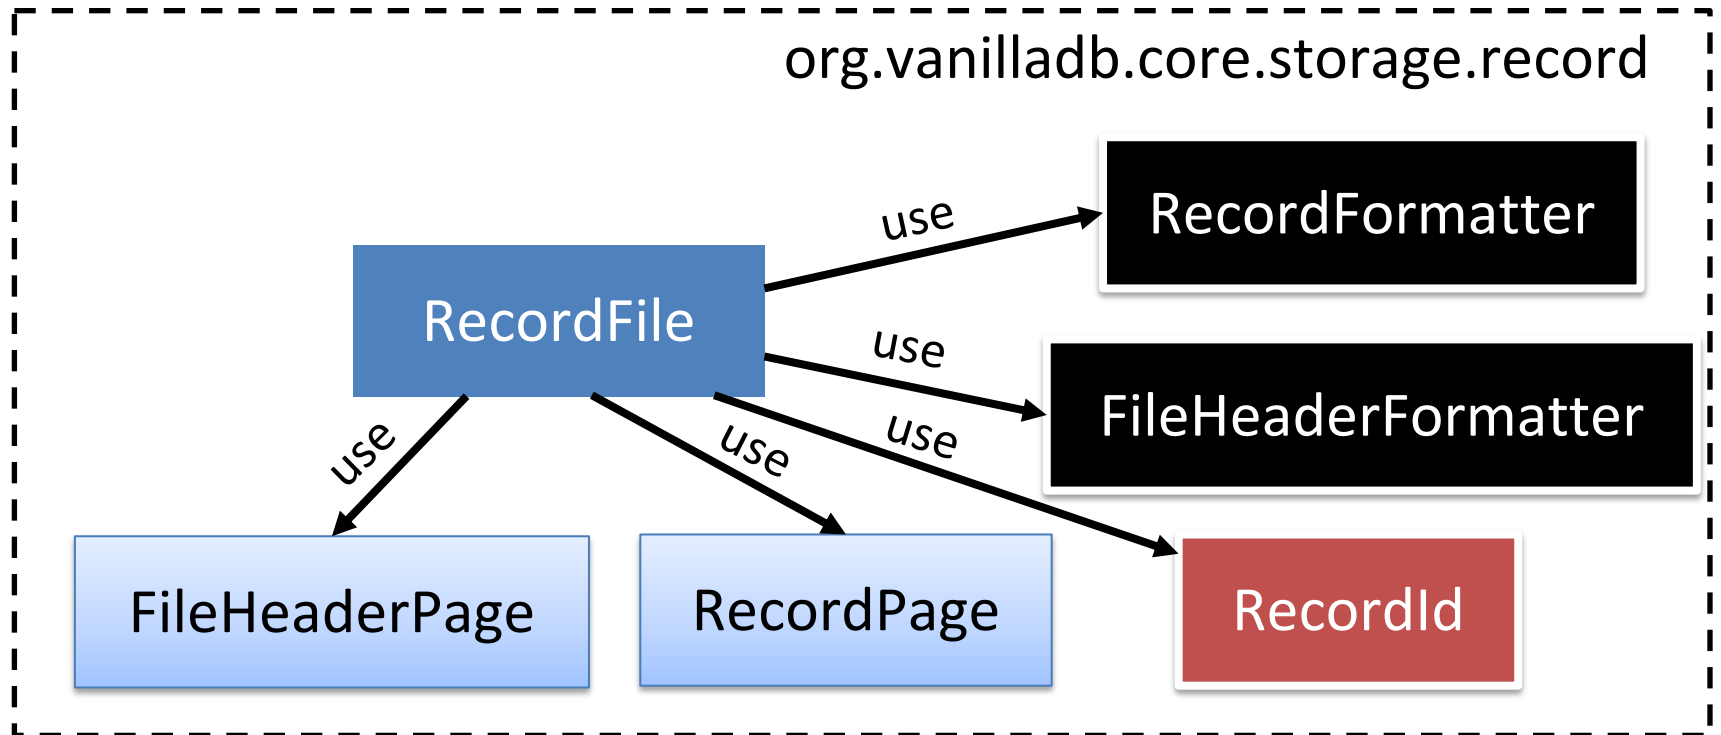 org.vanilladb.core.storage.record
RecordFormatter
use
RecordFile
use
FileHeaderFormatter
use
use
use
FileHeaderPage
RecordPage
RecordId